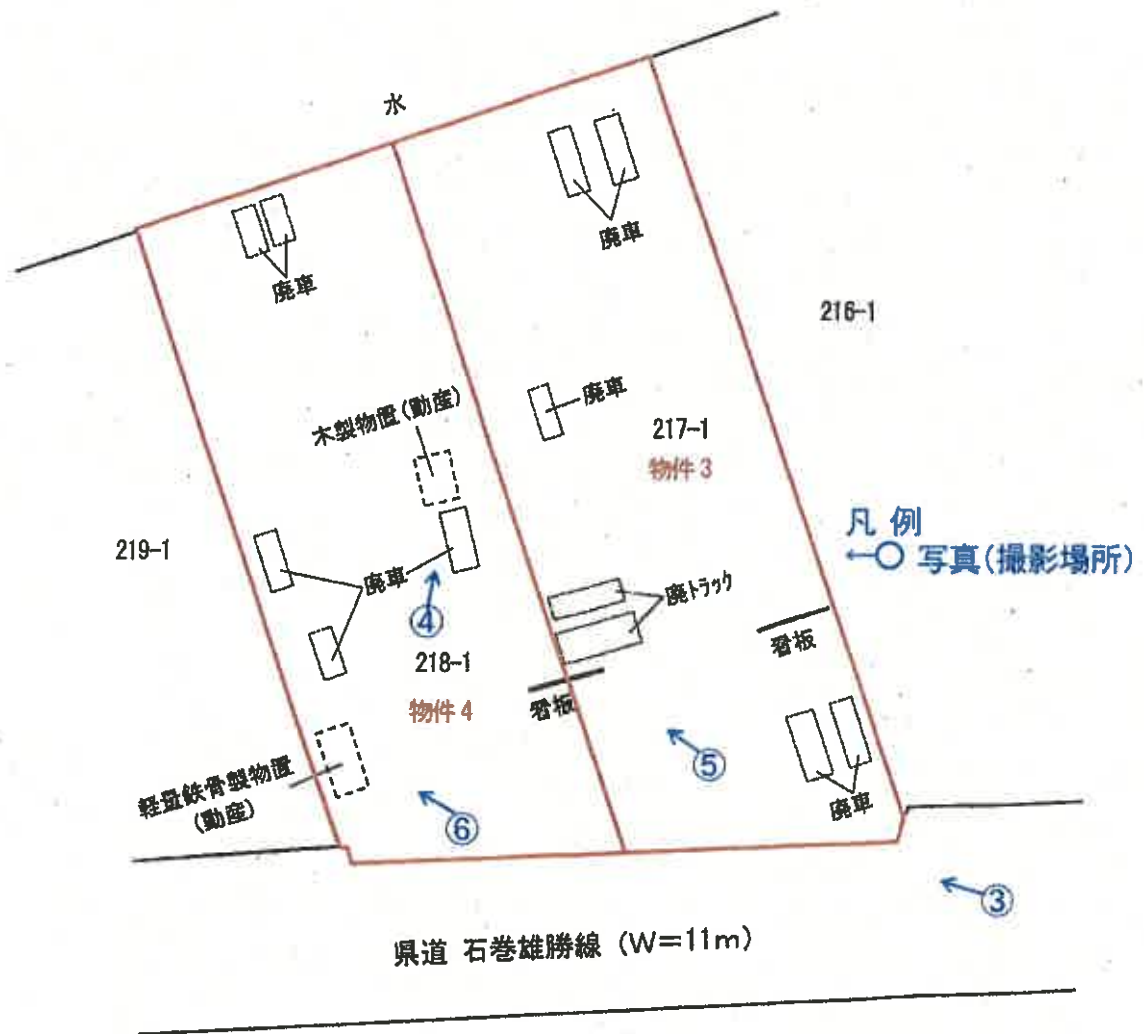 水
廃車
廃車
216-1
廃車
木製物置(動産)
217-1
物件3
凡 例
写真(撮影場所)
219-1
廃車
廃トラック
④
218-1
物件4
看板
看板
⑤
軽量鉄骨製物置
(動産)
⑥
廃車
③
県道 石巻雄勝線 (W=11m)